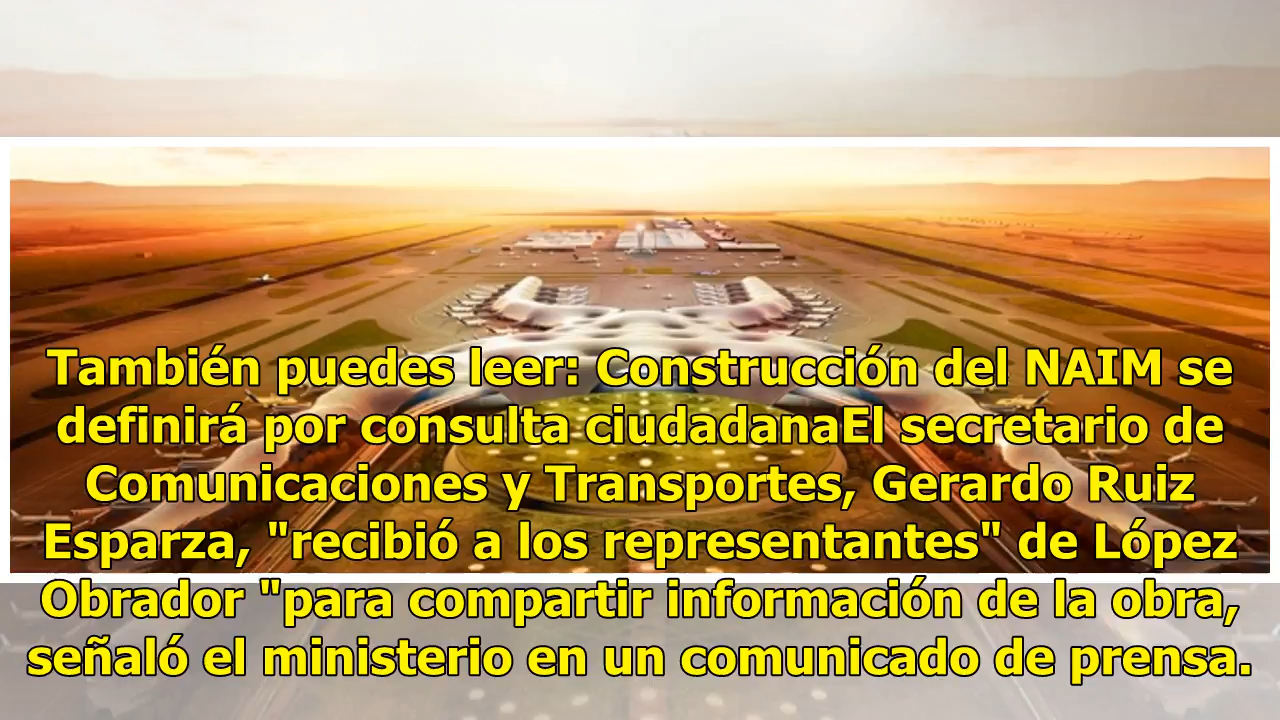 También puedes leer: Construcción del NAIM se
definirá por consulta ciudadanaEl secretario de
Comunicaciones y Transportes, Gerardo Ruiz
Esparza, "recibió a los representantes" de López
Obrador "para compartir información de la obra,
señaló el ministerio en un comunicado de prensa.